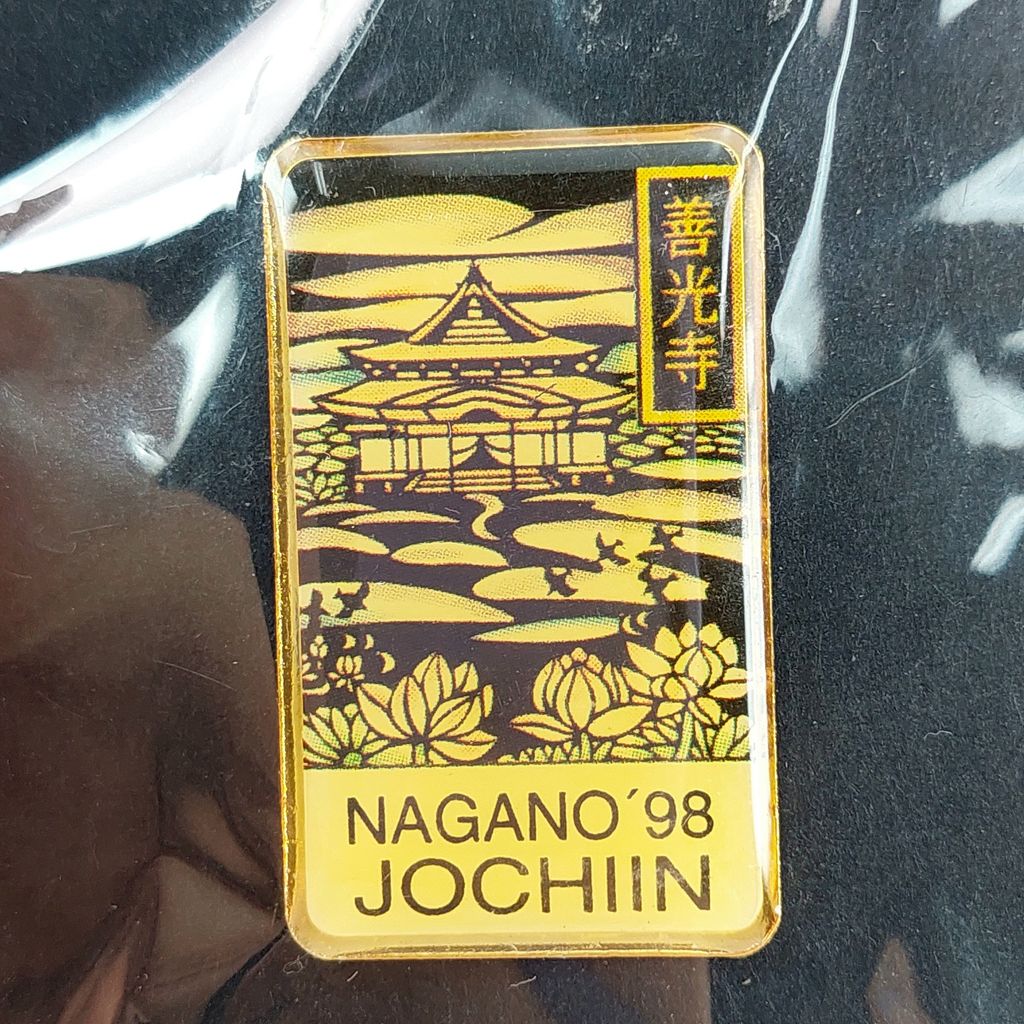 善光寺
NAGANO ´98
JOCHIIN